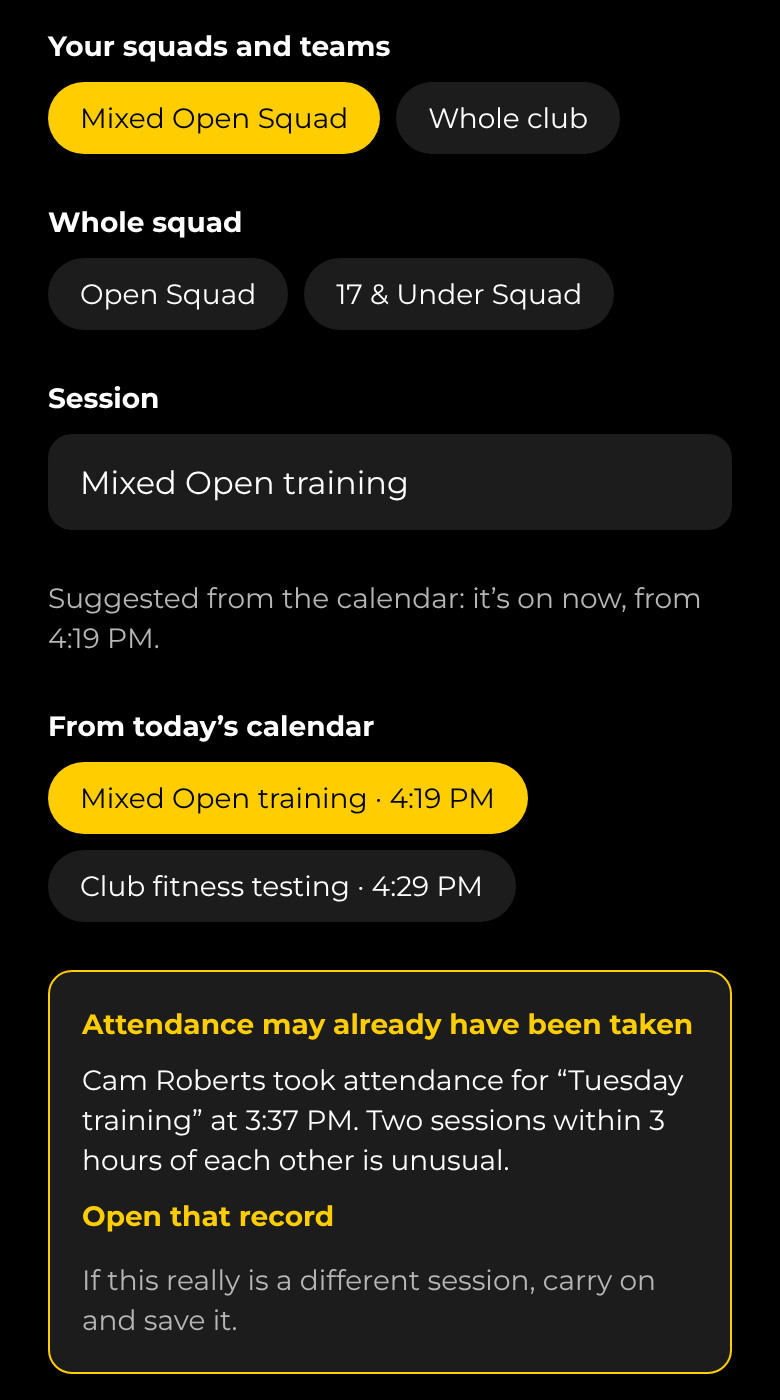 Your squads and teams
Mixed Open Squad
Whole club
Whole squad
Open Squad
17 & Under Squad
Session
Mixed Open training
Suggested from the calendar: it’s on now, from
4:19 PM.
From today’s calendar
Mixed Open training · 4:19 PM
Club fitness testing · 4:29 PM
Attendance may already have been taken
Cam Roberts took attendance for “Tuesday
training” at 3:37 PM. Two sessions within 3
hours of each other is unusual.
Open that record
If this really is a different session, carry on
and save it.